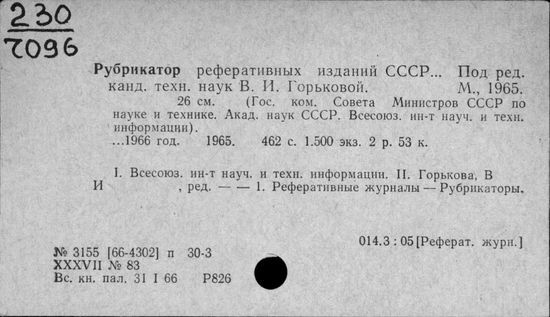 230
7096
Рубрикатор реферативных изданий СССР... Под ред.
канд. техн. наук В. И. Горьковой. М., 1965.
26 см. (Гос. ком. Совета Министров СССР по
науке и технике. Акад. наук СССР. Всесоюз. ин-т науч. и техн.
информации).
...1966 год. 1965. 462 с. 1.500 экз. 2 р. 53 к.
I. Всесоюз. ин-т науч. и техн. информации. II. Горькова, В
И , ред. — — 1. Реферативные журналы — Рубрикаторы.
014.3 : 05 [Реферат. журн.]
№ 3155 [66-4302] п 30-3
XXXVII № 83
Вс. кн. пал. 31 I 66 Р826